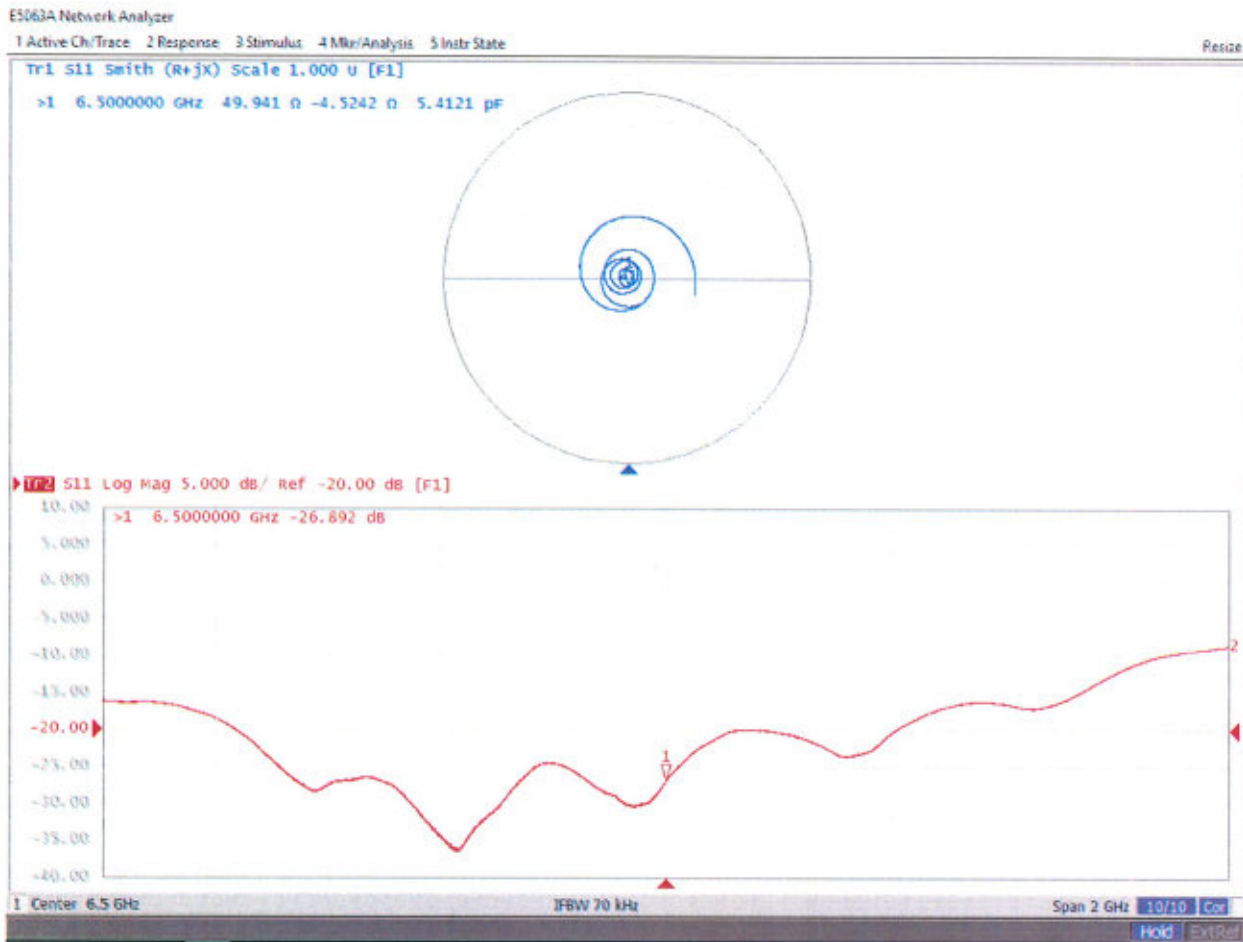 E5063A Network Analyzer
1 Active Ch/Trace 2 Response 3 Stimulus 4 Mkr/Analysis 5 Instr State Resize
Tr1 S11 Smith (R+jX) Scale 1.000 U [F1]
>1 6.5000000 GHz 49.941 Ω -4.5242 Ω 5.4121 pF
Tr2 S11 Log Mag 5.000 dB/ Ref -20.00 dB [F1]
>1 6.5000000 GHz -26.892 dB
10.00
5.000
0.000
-5.000
-10.00
-15.00
-20.00
-25.00
-30.00
-35.00
-40.00
1
2
1 Center 6.5 GHz IFBW 70 kHz Span 2 GHz 10/10 Cor
Hold ExtRef